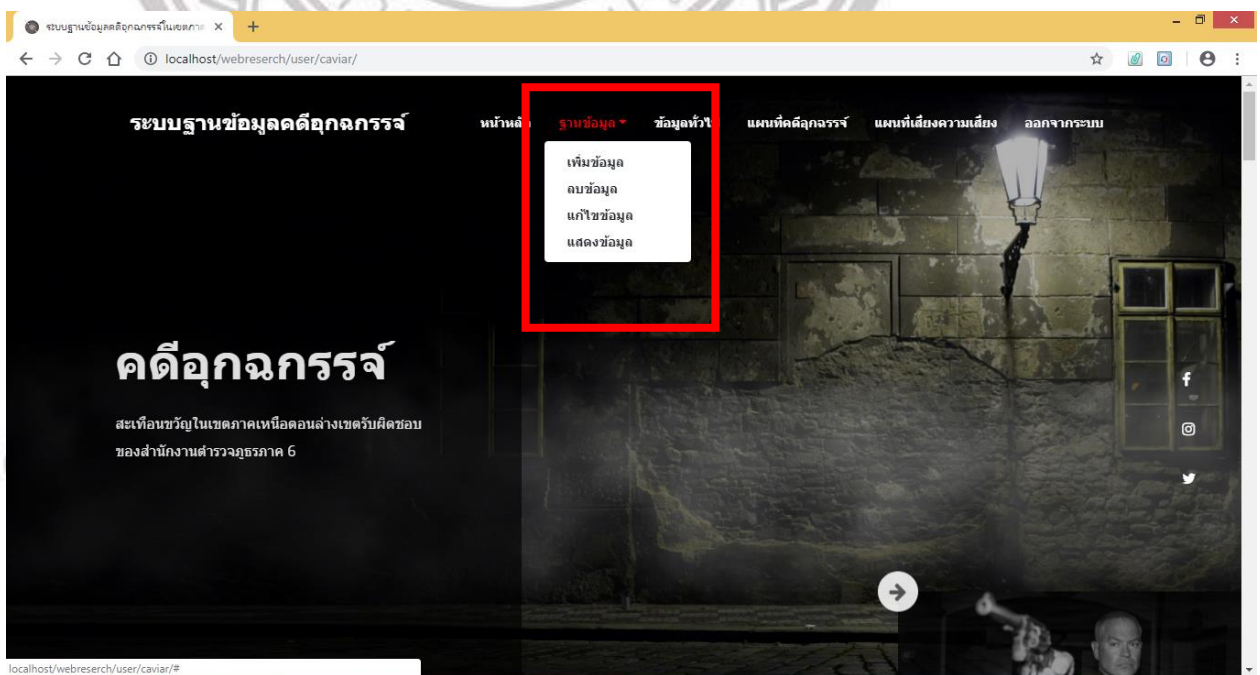 ระบบฐานข้อมูลคดีอุกฉกรรจ์ในเขตภาค
localhost/webreserch/user/caviar/
ระบบฐานข้อมูลคดีอุกฉกรรจ์
หน้าหลัก ฐานข้อมูล ข้อมูลทั่วไป แผนที่คดีอุกฉรรจ์ แผนที่เสี่ยงความเสี่ยง ออกจากระบบ
เพิ่มข้อมูล
ลบข้อมูล
แก้ไขข้อมูล
แสดงข้อมูล
คดีอุกฉกรรจ์
สะเทือนขวัญในเขตภาคเหนือตอนล่างเขตรับผิดชอบ
ของสำนักงานตำรวจภูธรภาค 6
localhost/webreserch/user/caviar/#